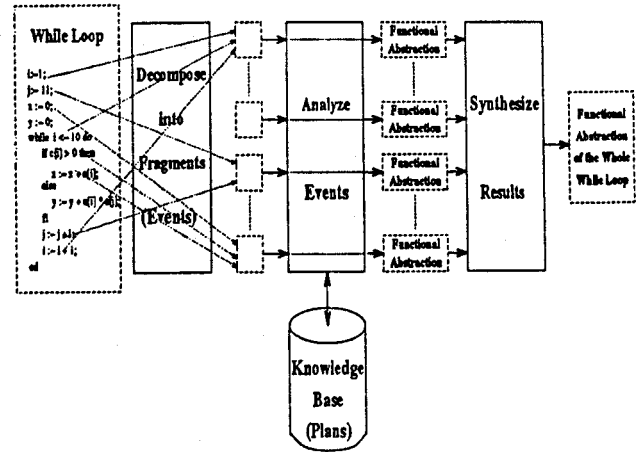 While Loop
i:=1;
j:= 11;
x := 0;
y := 0;
while i <= 10 do
if c[j] > 0 then
x := x + a[i];
else
y := y + a[i] *
fi
j := j + i;
i := i + 1;
od
Decompose
into
Fragments
(Events)
Analyze
Events
Functional
Abstraction
Functional
Abstraction
Functional
Abstraction
Functional
Abstraction
Synthesize
Results
Functional
Abstraction
of the Whole
While Loop
Knowledge
Base
(Plans)